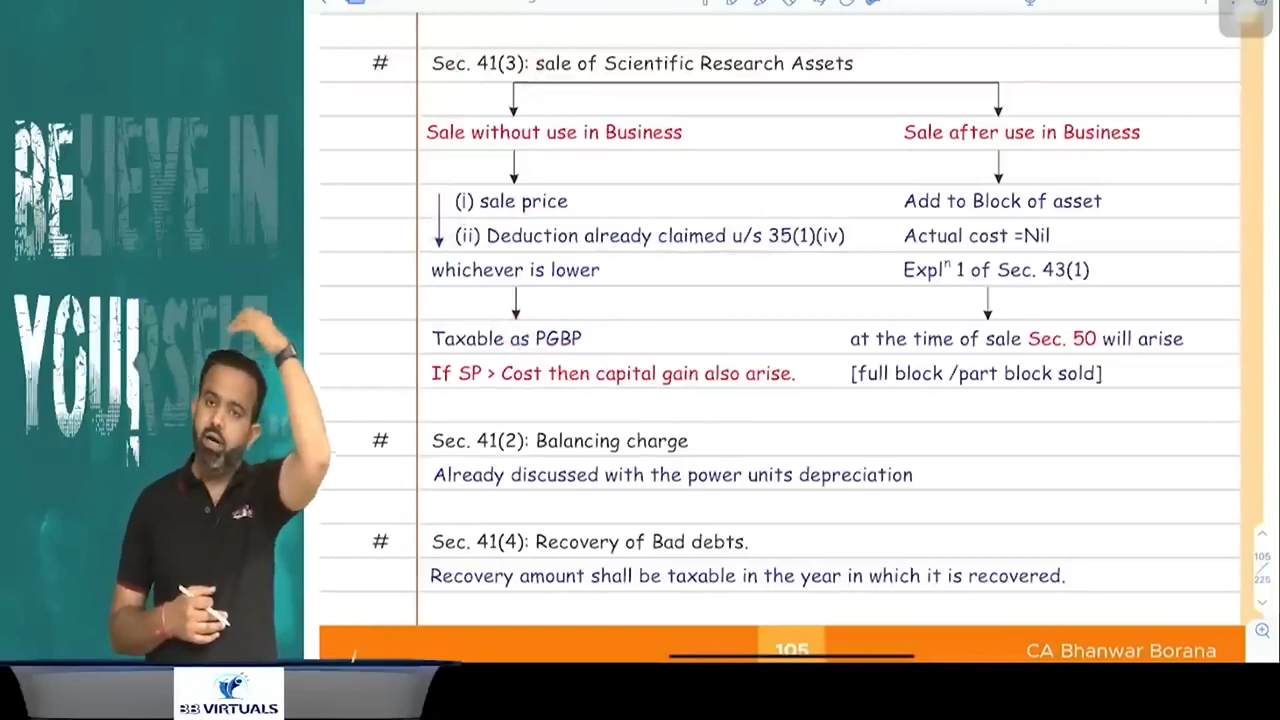 BELIEVE IN
YOURSELF...
# Sec. 41(3): sale of Scientific Research Assets
Sale without use in Business
Sale after use in Business
(i) sale price
(ii) Deduction already claimed u/s 35(1)(iv)
whichever is lower
Add to Block of asset
Actual cost =Nil
Explⁿ 1 of Sec. 43(1)
Taxable as PGBP
If SP > Cost then capital gain also arise.
at the time of sale Sec. 50 will arise
[full block /part block sold]
# Sec. 41(2): Balancing charge
Already discussed with the power units depreciation
# Sec. 41(4): Recovery of Bad debts.
Recovery amount shall be taxable in the year in which it is recovered.
105
CA Bhanwar Borana
105
225
BB VIRTUALS